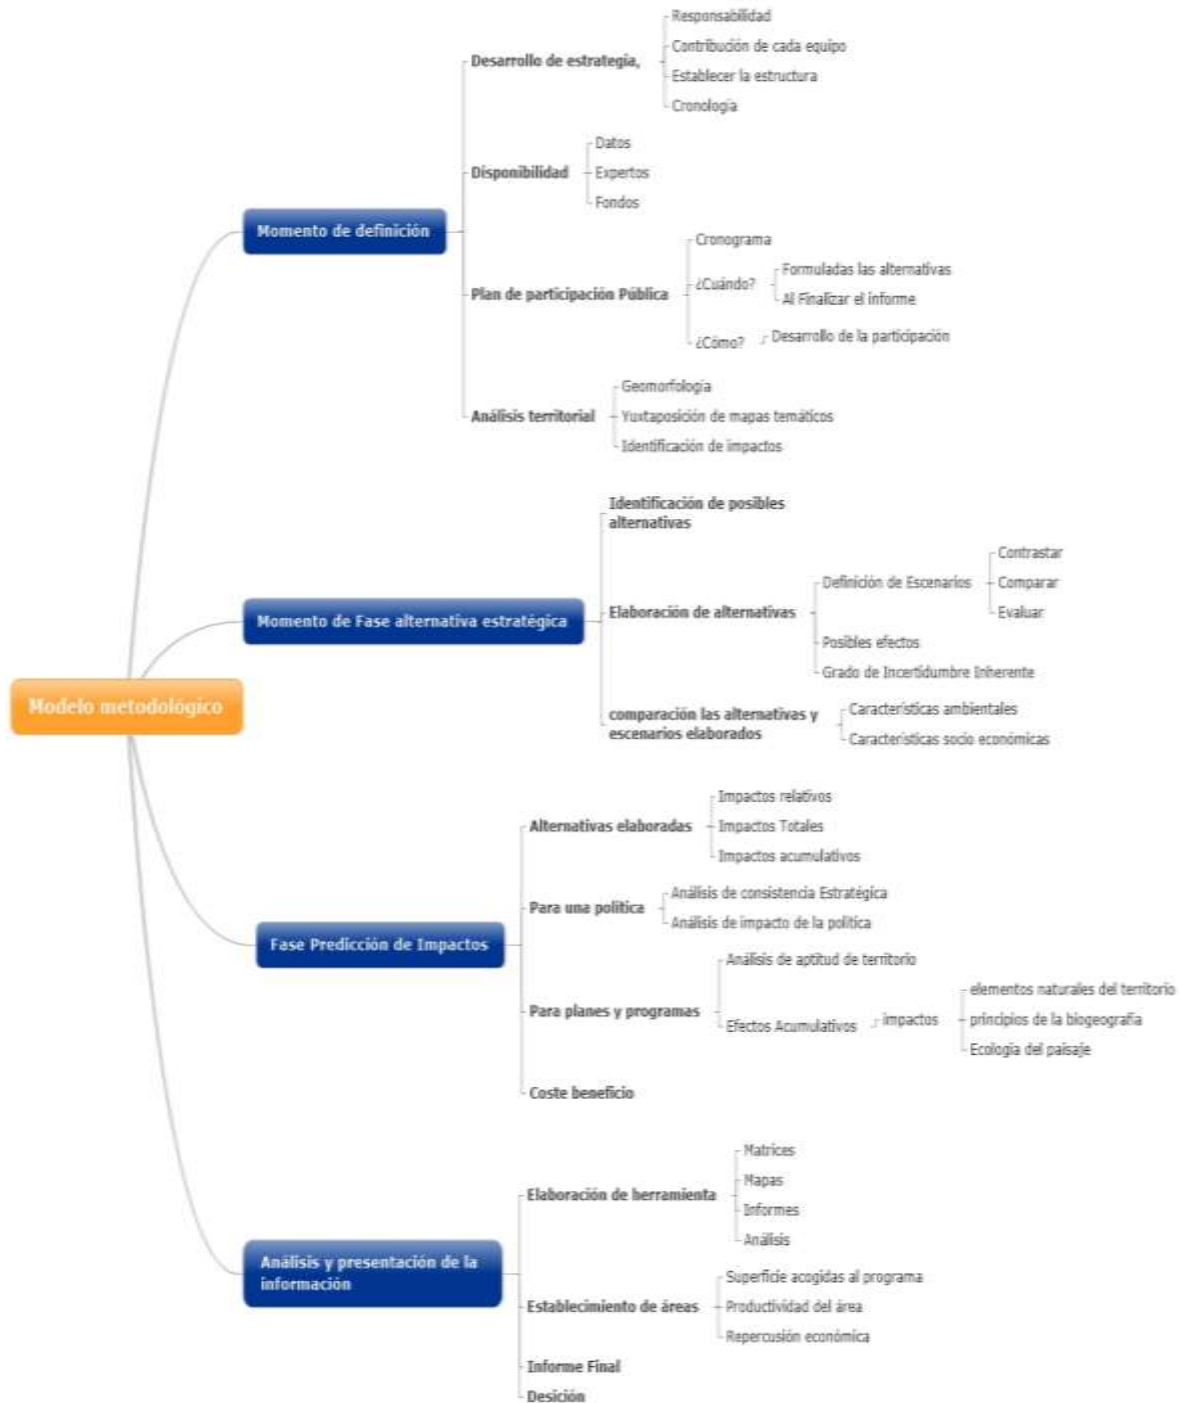 Modelo metodológico
Momento de definición
Desarrollo de estrategia,
Responsabilidad
Contribución de cada equipo
Establecer la estructura
Cronología
Disponibilidad
Datos
Expertos
Fondos
Plan de participación Pública
Cronograma
¿Cuándo?
Formuladas las alternativas
Al Finalizar el informe
¿Cómo?
Desarrollo de la participación
Análisis territorial
Geomorfología
Yuxtaposición de mapas temáticos
Identificación de impactos
Momento de Fase alternativa estratégica
Identificación de posibles
alternativas
Elaboración de alternativas
Definición de Escenarios
Contrastar
Comparar
Evaluar
Posibles efectos
Grado de Incertidumbre Inherente
comparación las alternativas y
escenarios elaborados
Características ambientales
Características socio económicas
Fase Predicción de Impactos
Alternativas elaboradas
Impactos relativos
Impactos Totales
Impactos acumulativos
Para una política
Análisis de consistencia Estratégica
Análisis de impacto de la política
Para planes y programas
Análisis de aptitud de territorio
Efectos Acumulativos
impactos
elementos naturales del territorio
principios de la biogeografía
Ecología del paisaje
Coste beneficio
Análisis y presentación de la
información
Elaboración de herramienta
Matrices
Mapas
Informes
Análisis
Establecimiento de áreas
Superficie acogidas al programa
Productividad del área
Repercusión económica
Informe Final
Desición